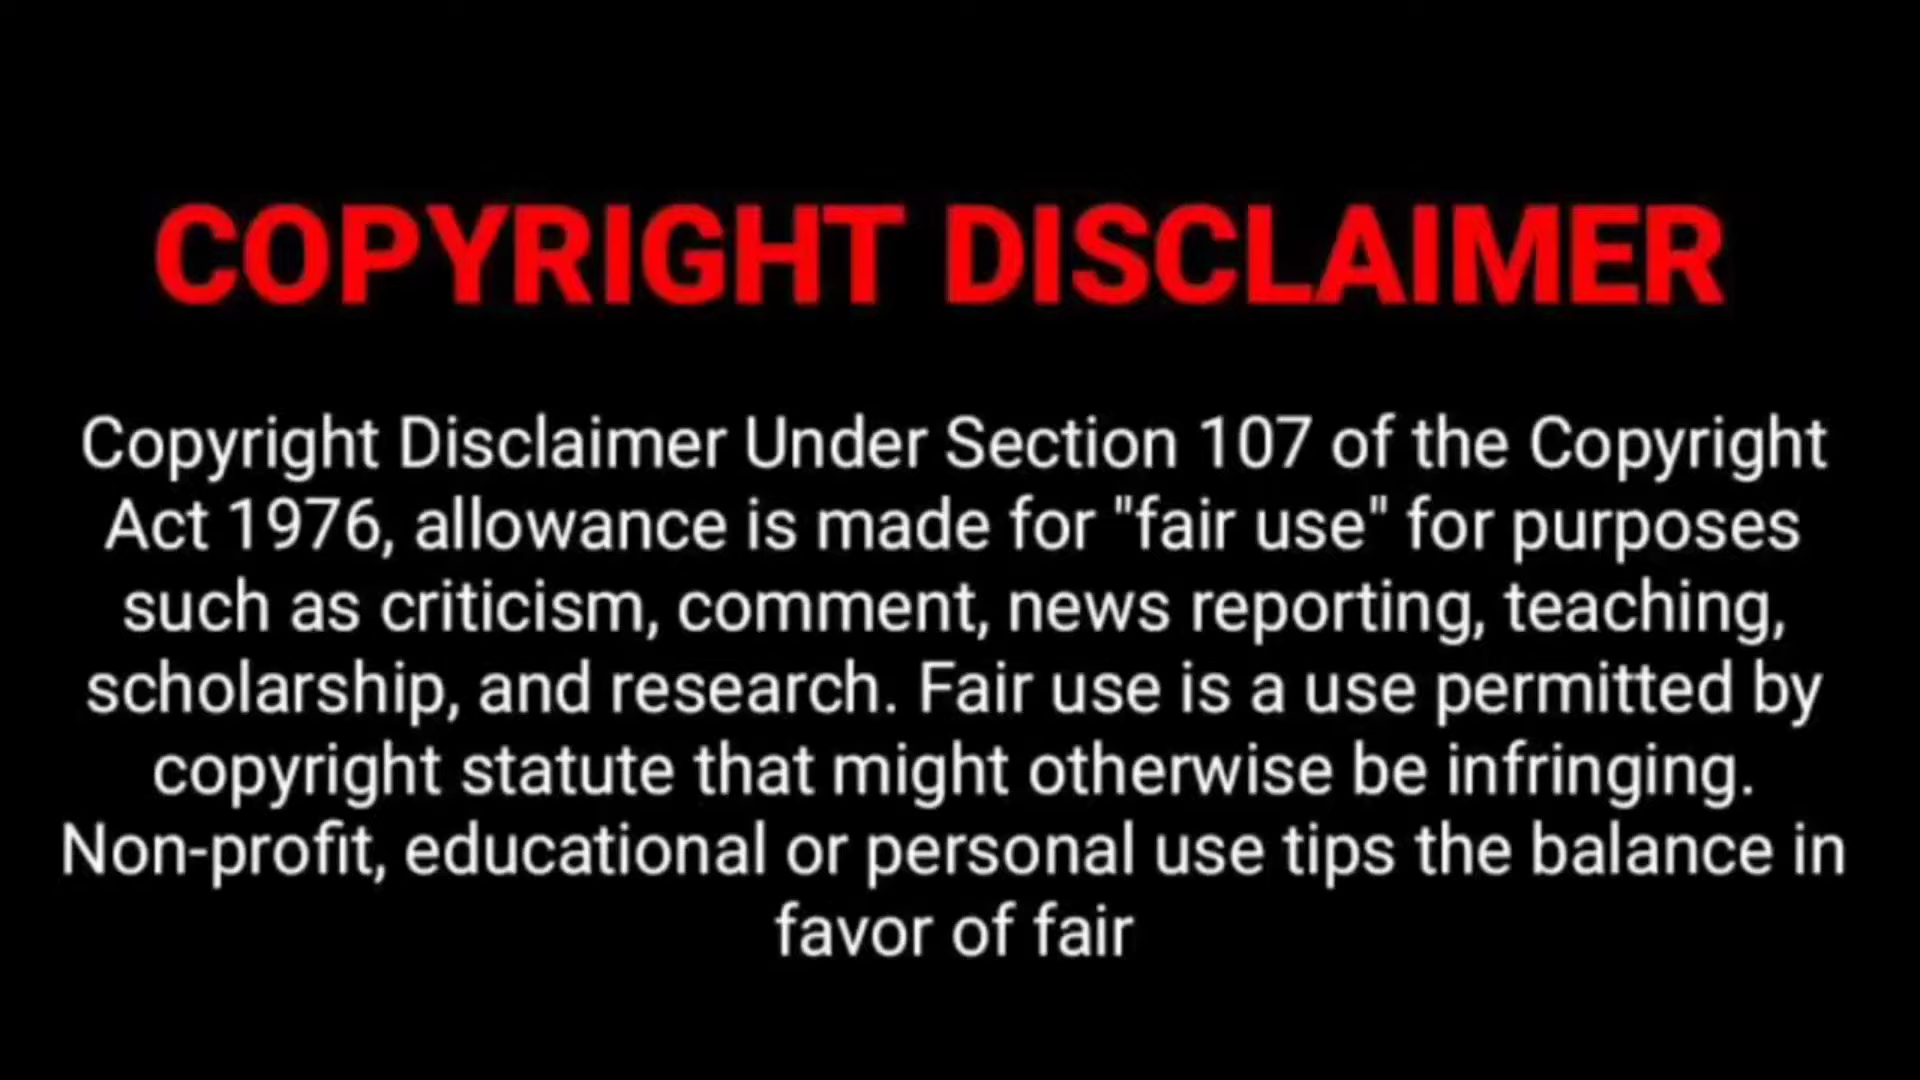 COPYRIGHT DISCLAIMER
Copyright Disclaimer Under Section 107 of the Copyright
Act 1976, allowance is made for "fair use" for purposes
such as criticism, comment, news reporting, teaching,
scholarship, and research. Fair use is a use permitted by
copyright statute that might otherwise be infringing.
Non-profit, educational or personal use tips the balance in
favor of fair